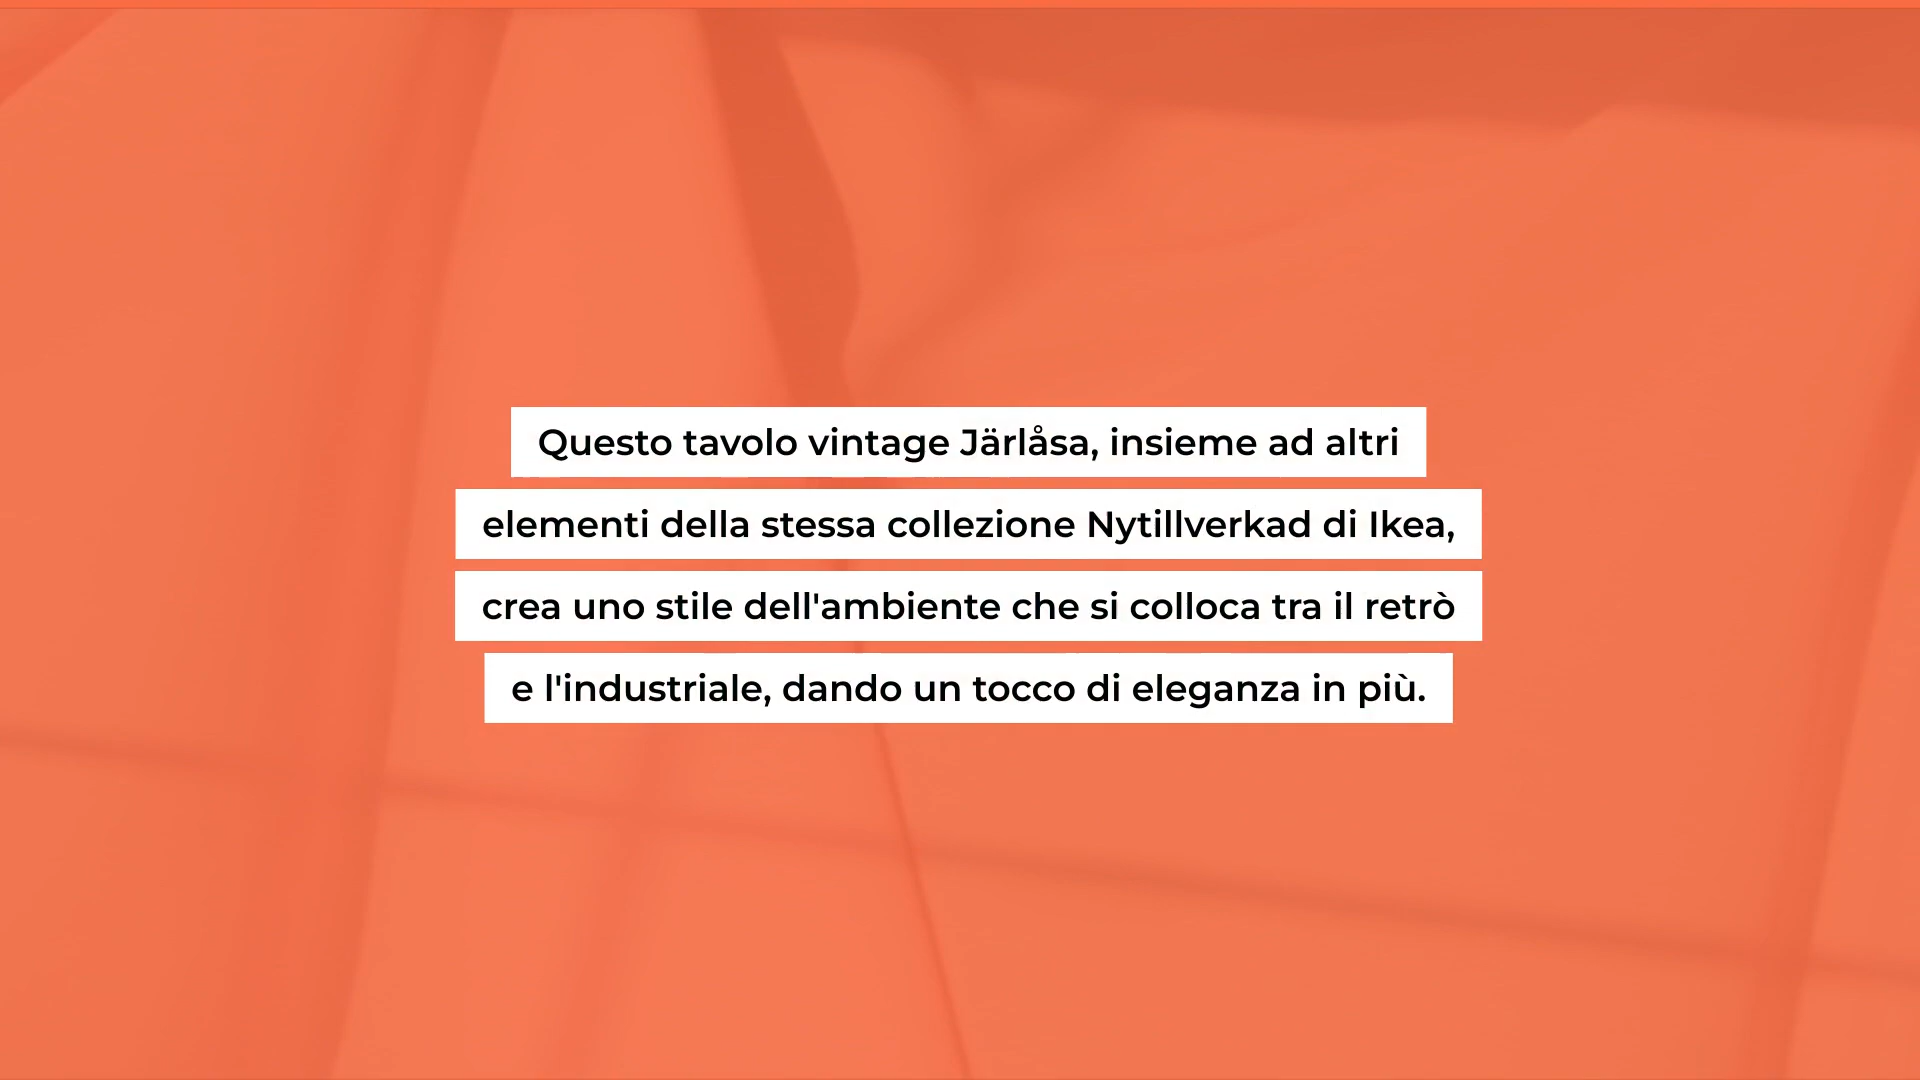 Questo tavolo vintage Järlåsa, insieme ad altri
elementi della stessa collezione Nytillverkad di Ikea,
crea uno stile dell'ambiente che si colloca tra il retrò
e l'industriale, dando un tocco di eleganza in più.